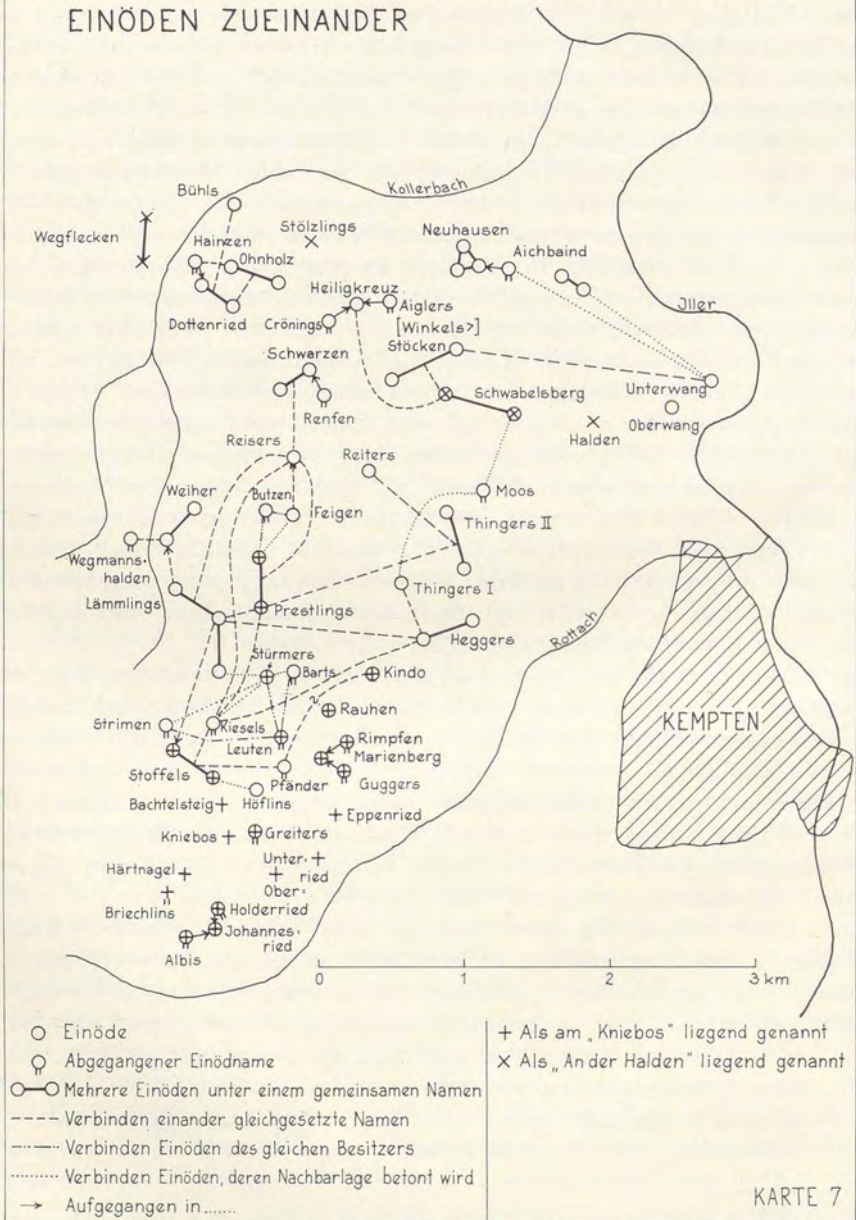 EINÖDEN ZUEINANDER
Bühls
Kollerbach
Wegflecken
Stölzlings
Neuhausen
Hainzen
Ohnholz
Aichbaind
Heiligkreuz
Aiglers
Jller
Dottenried
Crönings
[Winkels>]
Stöcken
Schwarzen
Schwabelsberg
Unterwang
Renfen
Oberwang
Halden
Reisers
Reiters
Weiher
Butzen
Feigen
Moos
Thingers II
Wegmanns-
halden
Thingers I
Lämmlings
Prestlings
Rottach
Heggers
Stürmers
Barts
Kindo
Strimen
Kiesels
Rauhen
KEMPTEN
Leuten
Rimpfen
Marienberg
Stoffels
Pfänder
Guggers
Bachtelsteig
Höflins
Eppenried
Kniebos
Greiters
Härtnagel
Unter-
ried
Ober-
Briechlins
Holderried
Johannes-
ried
Albis
0 1 2 3 km
Einöde
Abgegangener Einödname
Mehrere Einöden unter einem gemeinsamen Namen
Verbinden einander gleichgesetzte Namen
Verbinden Einöden des gleichen Besitzers
Verbinden Einöden, deren Nachbarlage betont wird
Aufgegangen in.......
+ Als am „Kniebos" liegend genannt
× Als „An der Halden" liegend genannt
KARTE 7